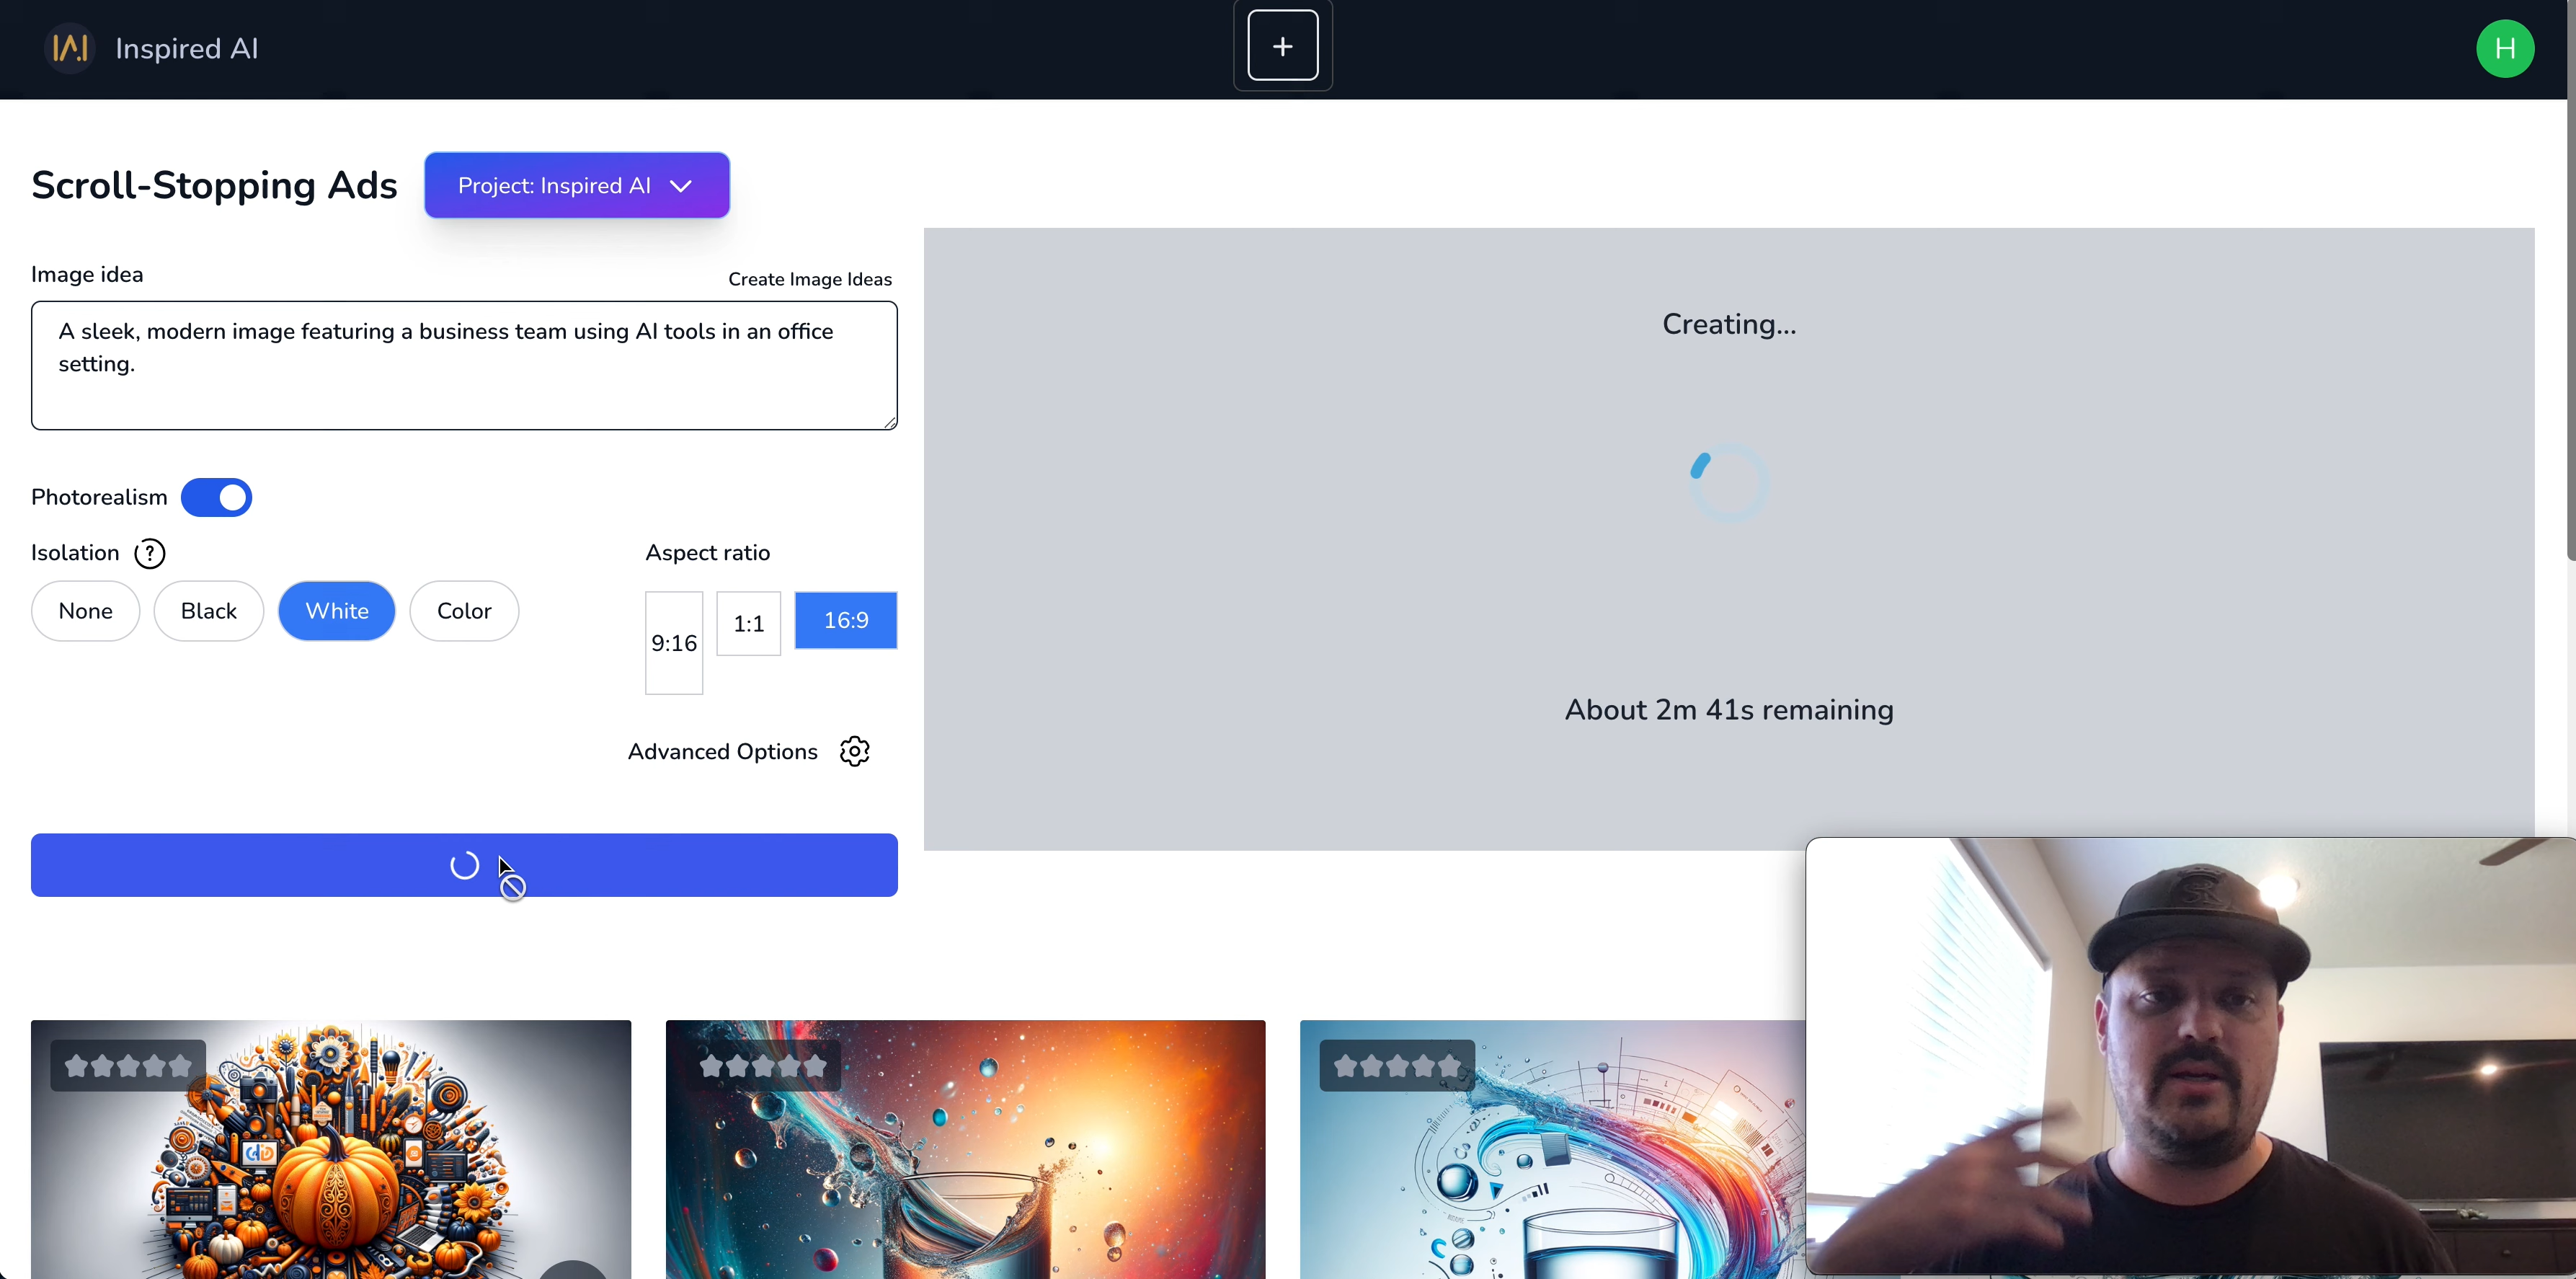 Inspired AI
+
H
Scroll-Stopping Ads
Project: Inspired AI
Image idea
Create Image Ideas
A sleek, modern image featuring a business team using AI tools in an office
setting.
Photorealism
Isolation ?
None
Black
White
Color
Aspect ratio
9:16
1:1
16:9
Advanced Options
Creating...
About 2m 41s remaining